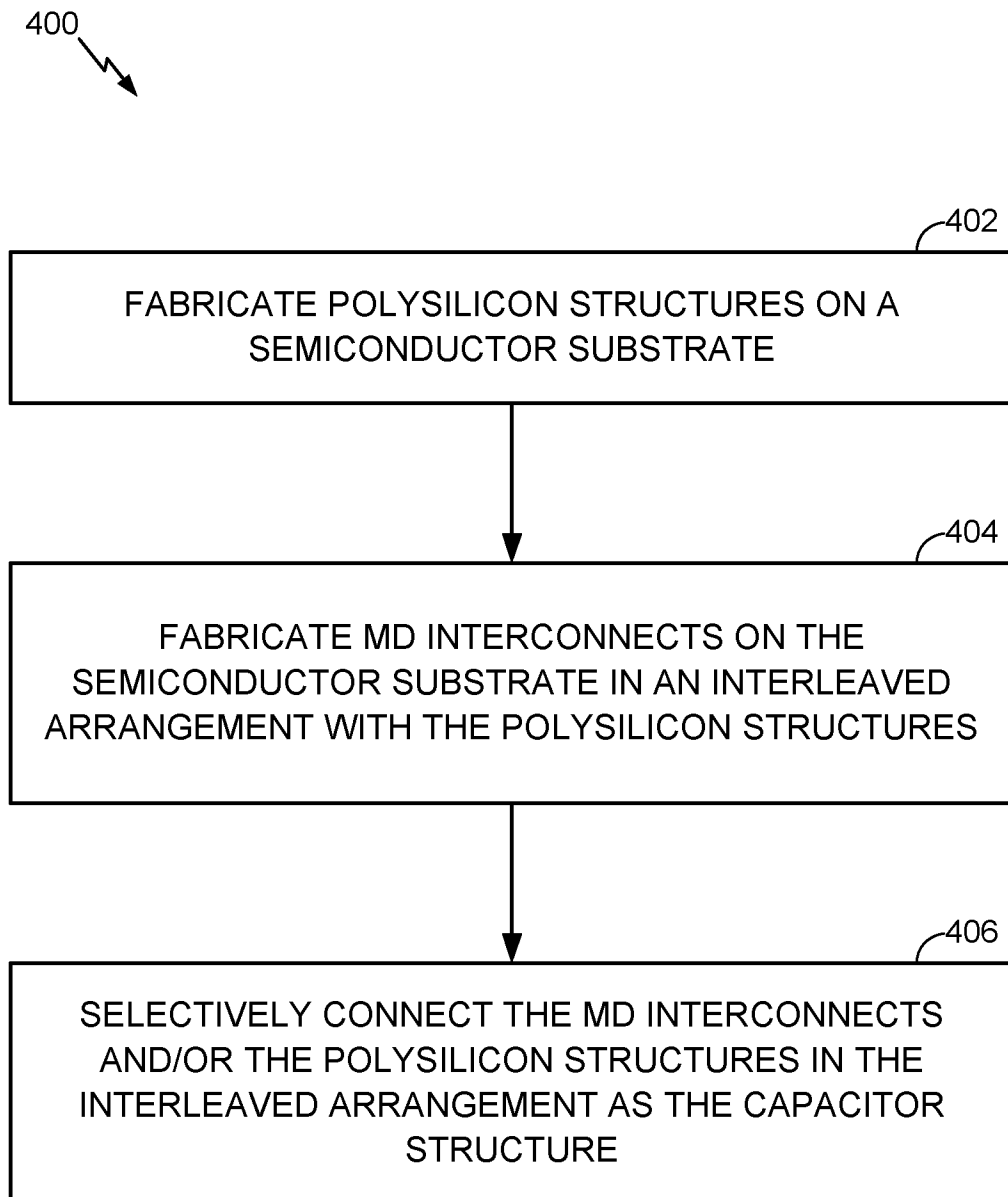 400
402
FABRICATE POLYSILICON STRUCTURES ON A
SEMICONDUCTOR SUBSTRATE
404
FABRICATE MD INTERCONNECTS ON THE
SEMICONDUCTOR SUBSTRATE IN AN INTERLEAVED
ARRANGEMENT WITH THE POLYSILICON STRUCTURES
406
SELECTIVELY CONNECT THE MD INTERCONNECTS
AND/OR THE POLYSILICON STRUCTURES IN THE
INTERLEAVED ARRANGEMENT AS THE CAPACITOR
STRUCTURE